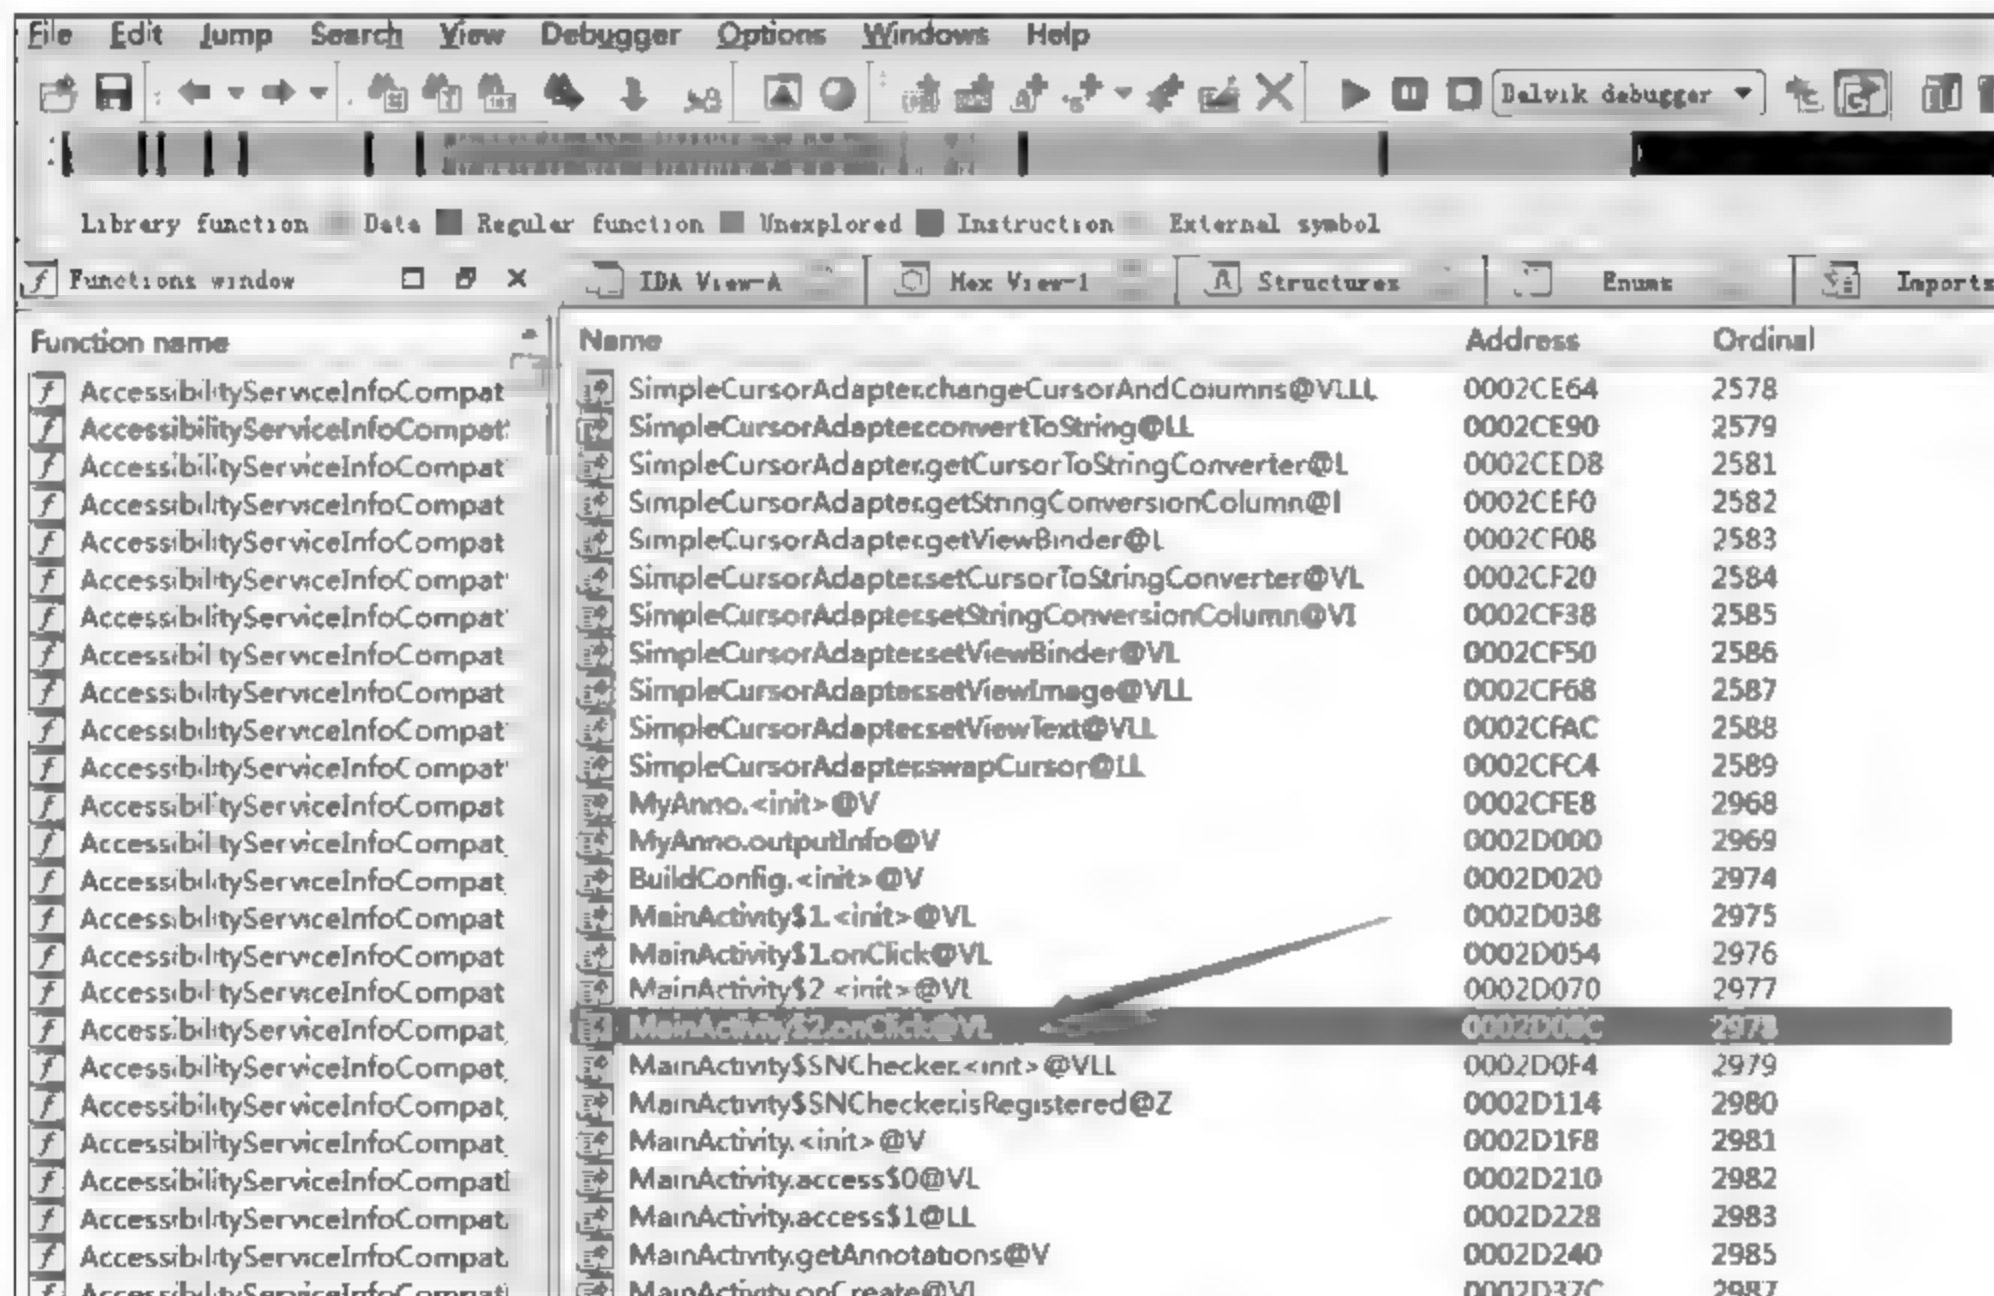 File Edit Jump Search View Debugger Options Windows Help
Dalvik debugger
Library function Data Regular function Unexplored Instruction External symbol
Functions window IDA View-A Hex View-1 Structures Enums Imports
Function name Name Address Ordinal
AccessibilityServiceInfoCompat SimpleCursorAdapter.changeCursorAndColumns@VLLL 0002CE64 2578
AccessibilityServiceInfoCompat SimpleCursorAdapter.convertToString@LL 0002CE90 2579
AccessibilityServiceInfoCompat SimpleCursorAdapter.getCursorToStringConverter@L 0002CED8 2581
AccessibilityServiceInfoCompat SimpleCursorAdapter.getStringConversionColumn@I 0002CEF0 2582
AccessibilityServiceInfoCompat SimpleCursorAdapter.getViewBinder@L 0002CF08 2583
AccessibilityServiceInfoCompat SimpleCursorAdapter.setCursorToStringConverter@VL 0002CF20 2584
AccessibilityServiceInfoCompat SimpleCursorAdapter.setStringConversionColumn@VI 0002CF38 2585
AccessibilityServiceInfoCompat SimpleCursorAdapter.setViewBinder@VL 0002CF50 2586
AccessibilityServiceInfoCompat SimpleCursorAdapter.setViewImage@VLL 0002CF68 2587
AccessibilityServiceInfoCompat SimpleCursorAdapter.setViewText@VLL 0002CFAC 2588
AccessibilityServiceInfoCompat SimpleCursorAdapter.swapCursor@LL 0002CFC4 2589
AccessibilityServiceInfoCompat MyAnno.<init>@V 0002CFE8 2968
AccessibilityServiceInfoCompat MyAnno.outputInfo@V 0002D000 2969
AccessibilityServiceInfoCompat BuildConfig.<init>@V 0002D020 2974
AccessibilityServiceInfoCompat MainActivity$1.<init>@VL 0002D038 2975
AccessibilityServiceInfoCompat MainActivity$1.onClick@VL 0002D054 2976
AccessibilityServiceInfoCompat MainActivity$2.<init>@VL 0002D070 2977
AccessibilityServiceInfoCompat MainActivity$2.onClick@VL 0002D08C 2978
AccessibilityServiceInfoCompat MainActivity$SNChecker.<init>@VLL 0002D0F4 2979
AccessibilityServiceInfoCompat MainActivity$SNChecker.isRegistered@Z 0002D114 2980
AccessibilityServiceInfoCompat MainActivity.<init>@V 0002D1F8 2981
AccessibilityServiceInfoCompat MainActivity.access$0@VL 0002D210 2982
AccessibilityServiceInfoCompat MainActivity.access$1@LL 0002D228 2983
AccessibilityServiceInfoCompat MainActivity.getAnnotations@V 0002D240 2985
AccessibilityServiceInfoCompat MainActivity.onCreate@VL 0002D37C 2987